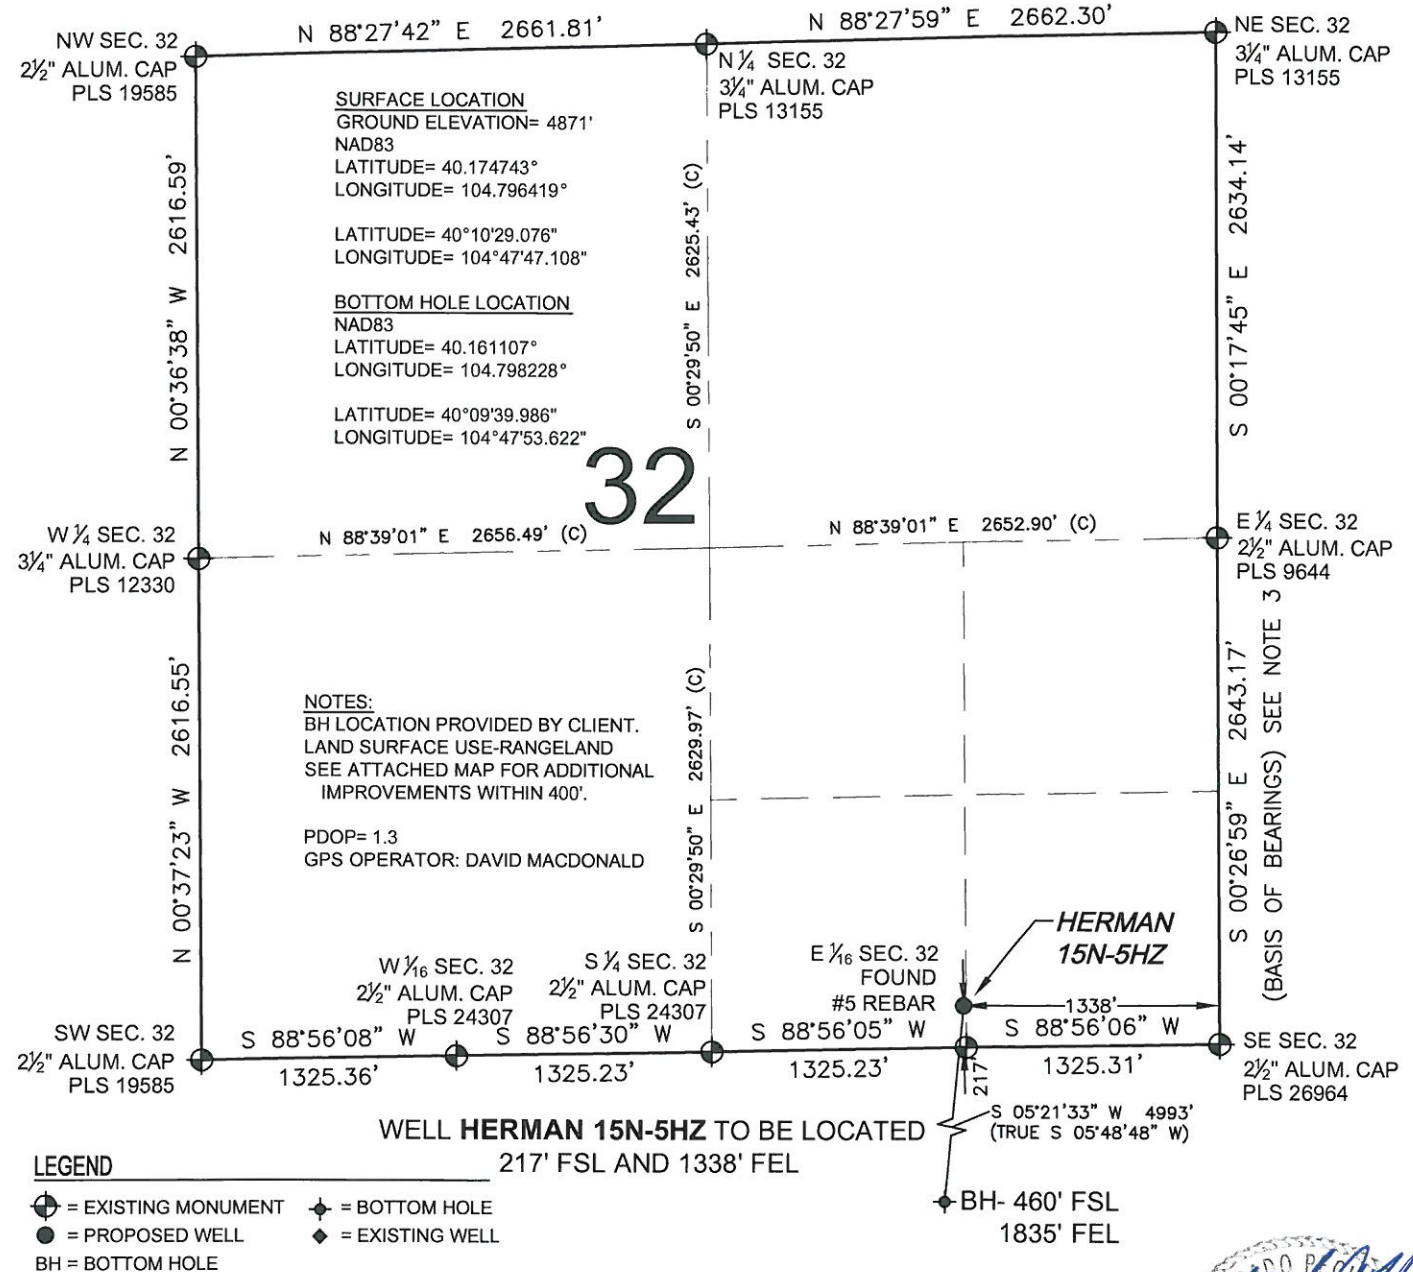 N 88°27'42" E 2661.81'
N 88°27'59" E 2662.30'
NW SEC. 32
2½" ALUM. CAP
PLS 19585
N ¼ SEC. 32
3¼" ALUM. CAP
PLS 13155
NE SEC. 32
3¼" ALUM. CAP
PLS 13155
SURFACE LOCATION
GROUND ELEVATION= 4871'
NAD83
LATITUDE= 40.174743°
LONGITUDE= 104.796419°
LATITUDE= 40°10'29.076"
LONGITUDE= 104°47'47.108"
BOTTOM HOLE LOCATION
NAD83
LATITUDE= 40.161107°
LONGITUDE= 104.798228°
LATITUDE= 40°09'39.986"
LONGITUDE= 104°47'53.622"
N 00°36'38" W 2616.59'
S 00°29'50" E 2625.43' (C)
S 00°17'45" E 2634.14'
32
W ¼ SEC. 32
3¼" ALUM. CAP
PLS 12330
N 88°39'01" E 2656.49' (C)
N 88°39'01" E 2652.90' (C)
E ¼ SEC. 32
2½" ALUM. CAP
PLS 9644
N 00°37'23" W 2616.55'
NOTES:
BH LOCATION PROVIDED BY CLIENT.
LAND SURFACE USE-RANGELAND
SEE ATTACHED MAP FOR ADDITIONAL
IMPROVEMENTS WITHIN 400'.
PDOP= 1.3
GPS OPERATOR: DAVID MACDONALD
S 00°29'50" E 2629.97' (C)
S 00°26'59" E 2643.17'
(BASIS OF BEARINGS) SEE NOTE 3
HERMAN
15N-5HZ
W 1/16 SEC. 32
2½" ALUM. CAP
PLS 24307
S ¼ SEC. 32
2½" ALUM. CAP
PLS 24307
E 1/16 SEC. 32
FOUND
#5 REBAR
1338'
SW SEC. 32
2½" ALUM. CAP
PLS 19585
S 88°56'08" W
1325.36'
S 88°56'30" W
1325.23'
S 88°56'05" W
1325.23'
S 88°56'06" W
1325.31'
SE SEC. 32
2½" ALUM. CAP
PLS 26964
217'
S 05°21'33" W 4993'
(TRUE S 05°48'48" W)
WELL HERMAN 15N-5HZ TO BE LOCATED
217' FSL AND 1338' FEL
BH- 460' FSL
1835' FEL
LEGEND
= EXISTING MONUMENT
= BOTTOM HOLE
= PROPOSED WELL
= EXISTING WELL
BH = BOTTOM HOLE